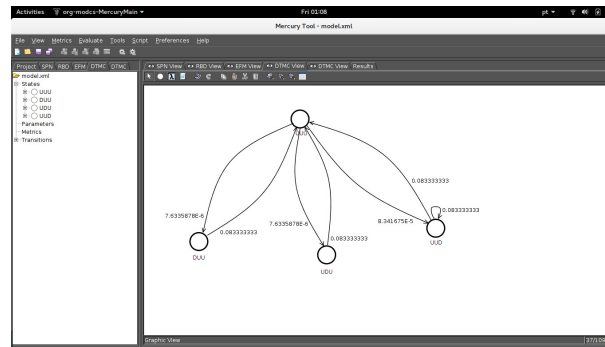 Activities org-modcs-MercuryMain Fri 01:08 pt
Mercury Tool - model.xml
File View Metrics Evaluate Tools Script Preferences Help
Project SPN RBD EFM DTMC DTMC
SPN View RBD View EFM View DTMC View DTMC View Results
model.xml
States
UUU
DUU
UDU
UUD
Parameters
Metrics
Transitions
UUU
0.083333333
7.6335878E-6
0.083333333
7.6335878E-6
0.083333333
8.341675E-5
0.083333333
DUU
UDU
UUD
Graphic View